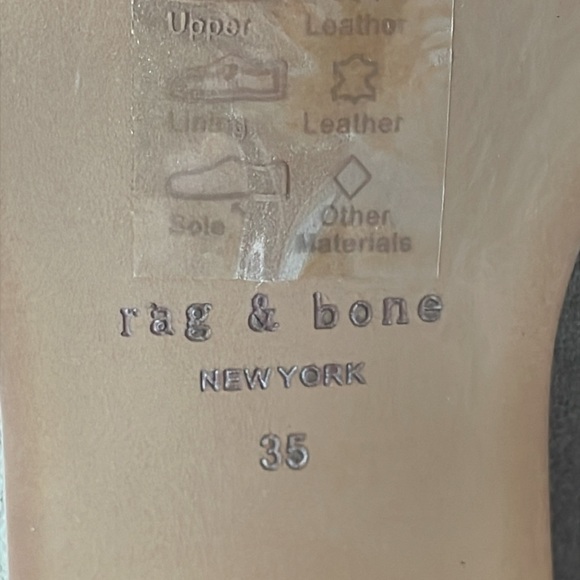 Upper Leather
Lining Leather
Sole Other
Materials
rag & bone
NEW YORK
35